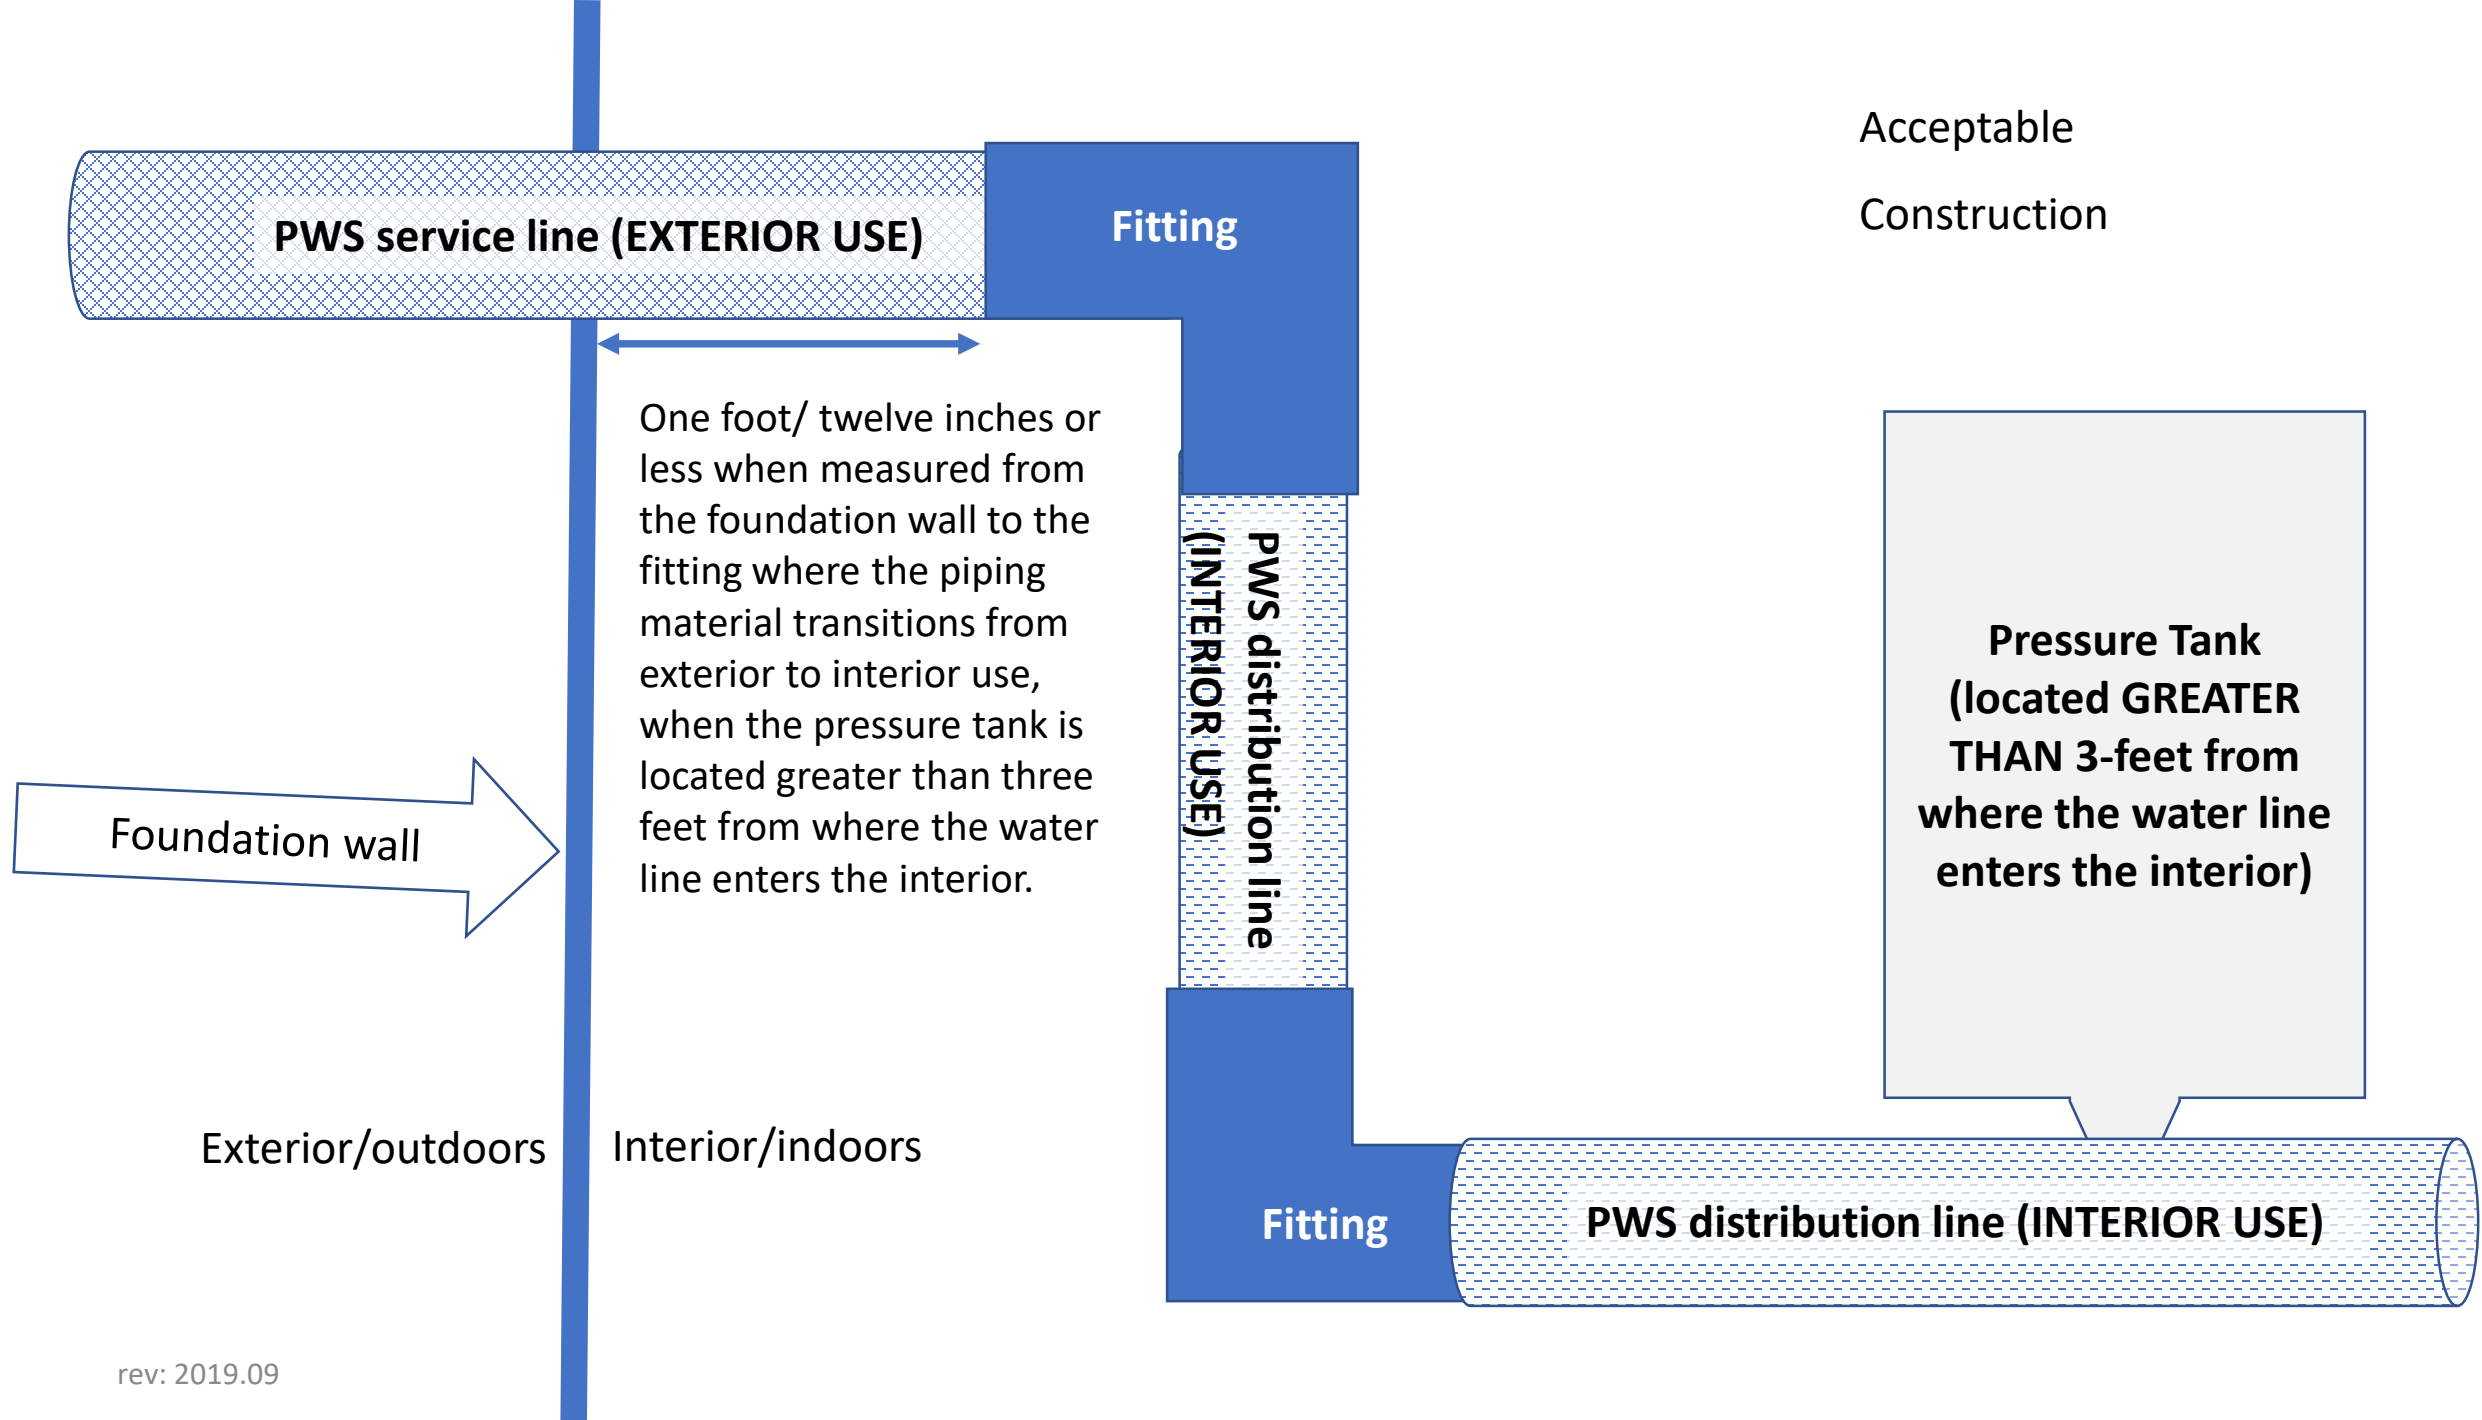 Acceptable
Construction
PWS service line (EXTERIOR USE)
Fitting
One foot/ twelve inches or
less when measured from
the foundation wall to the
fitting where the piping
material transitions from
exterior to interior use,
when the pressure tank is
located greater than three
feet from where the water
line enters the interior.
PWS distribution line
(INTERIOR USE)
Pressure Tank
(located GREATER
THAN 3-feet from
where the water line
enters the interior)
Foundation wall
Exterior/outdoors
Interior/indoors
Fitting
PWS distribution line (INTERIOR USE)
rev: 2019.09